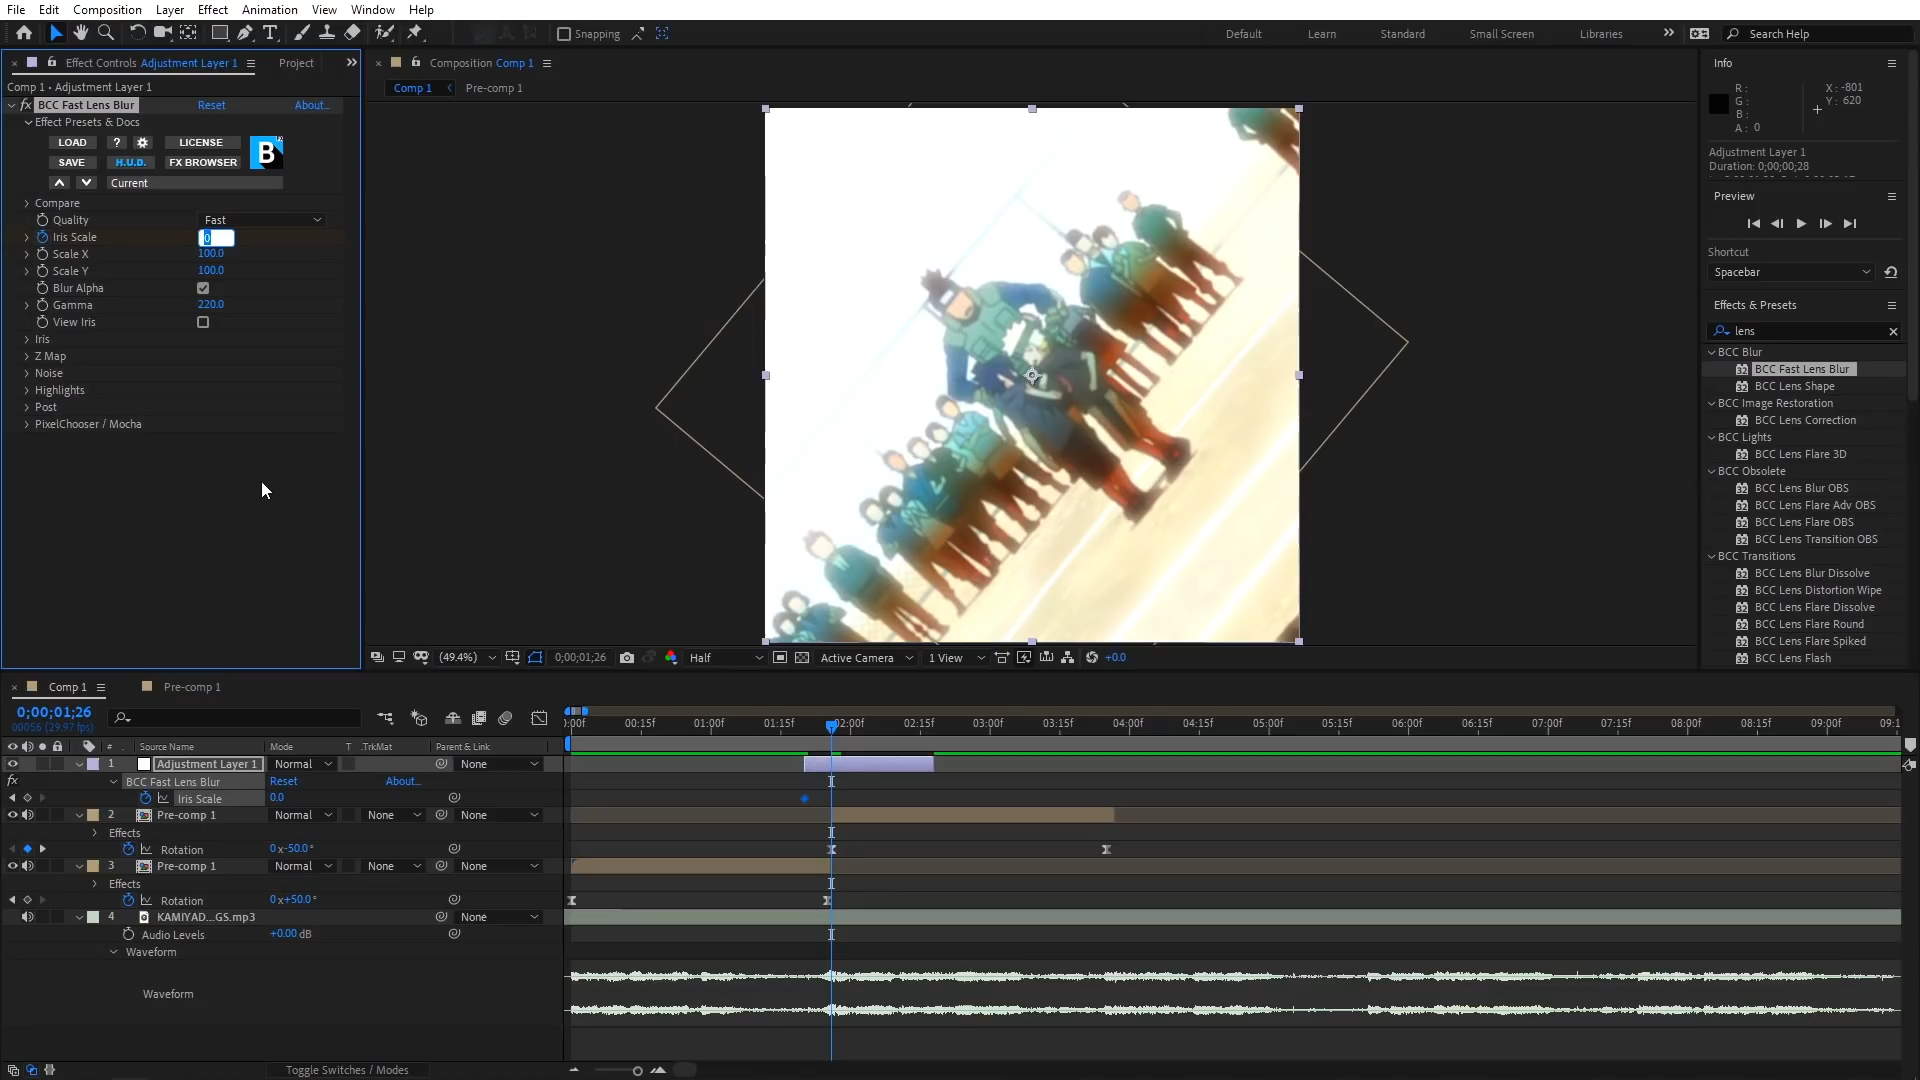 File Edit Composition Layer Effect Animation View Window Help
Snapping
Default Learn Standard Small Screen Libraries Search Help
Effect Controls Adjustment Layer 1 Project
Comp 1 • Adjustment Layer 1
fx BCC Fast Lens Blur Reset About...
Effect Presets & Docs
LOAD ? LICENSE
SAVE H.U.D. FX BROWSER
B
Current
Compare
Quality Fast
Iris Scale 0
Scale X 100.0
Scale Y 100.0
Blur Alpha
Gamma 220.0
View Iris
Iris
Z Map
Noise
Highlights
Post
PixelChooser / Mocha
Composition Comp 1
Comp 1 Pre-comp 1
(49.4%) 0;00;01;26 Half Active Camera 1 View +0.0
Info
R :
G :
B :
A : 0
X : -801
Y : 620
Adjustment Layer 1
Duration: 0;00;00;28
Preview
Shortcut
Spacebar
Effects & Presets
lens
BCC Blur
BCC Fast Lens Blur
BCC Lens Shape
BCC Image Restoration
BCC Lens Correction
BCC Lights
BCC Lens Flare 3D
BCC Obsolete
BCC Lens Blur OBS
BCC Lens Flare Adv OBS
BCC Lens Flare OBS
BCC Lens Transition OBS
BCC Transitions
BCC Lens Blur Dissolve
BCC Lens Distortion Wipe
BCC Lens Flare Dissolve
BCC Lens Flare Round
BCC Lens Flare Spiked
BCC Lens Flash
Comp 1 Pre-comp 1
0;00;01;26
00056 (29.97 fps)
:00f 00:15f 01:00f 01:15f 02:00f 02:15f 03:00f 03:15f 04:00f 04:15f 05:00f 05:15f 06:00f 06:15f 07:00f 07:15f 08:00f 08:15f 09:00f 09:1
# . Source Name Mode T .TrkMat Parent & Link
1 Adjustment Layer 1 Normal None
fx BCC Fast Lens Blur Reset About...
Iris Scale 0.0
2 Pre-comp 1 Normal None None
Effects
Rotation 0 x-50.0°
3 Pre-comp 1 Normal None None
Effects
Rotation 0 x+50.0°
4 KAMIYAD...GS.mp3 None
Audio Levels +0.00 dB
Waveform
Waveform
Toggle Switches / Modes